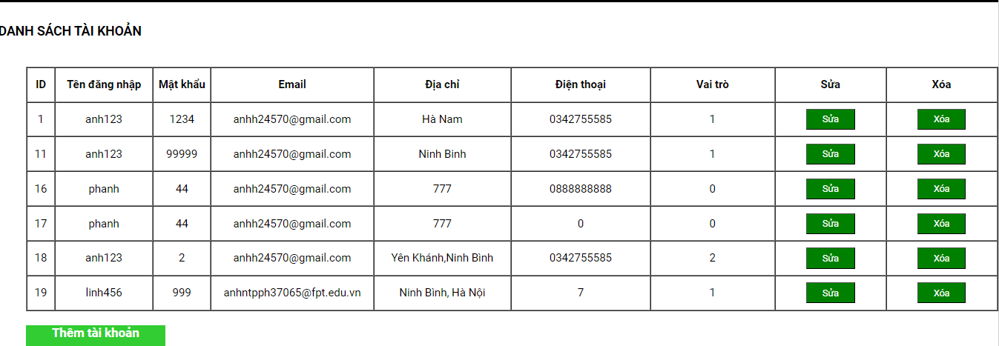 DANH SÁCH TÀI KHOẢN
ID Tên đăng nhập Mật khẩu Email Địa chỉ Điện thoại Vai trò Sửa Xóa
1 anh123 1234 anhh24570@gmail.com Hà Nam 0342755585 1 Sửa Xóa
11 anh123 99999 anhh24570@gmail.com Ninh Binh 0342755585 1 Sửa Xóa
16 phanh 44 anhh24570@gmail.com 777 0888888888 0 Sửa Xóa
17 phanh 44 anhh24570@gmail.com 777 0 0 Sửa Xóa
18 anh123 2 anhh24570@gmail.com Yên Khánh,Ninh Bình 0342755585 2 Sửa Xóa
19 linh456 999 anhntpph37065@fpt.edu.vn Ninh Bình, Hà Nội 7 1 Sửa Xóa
Thêm tài khoản